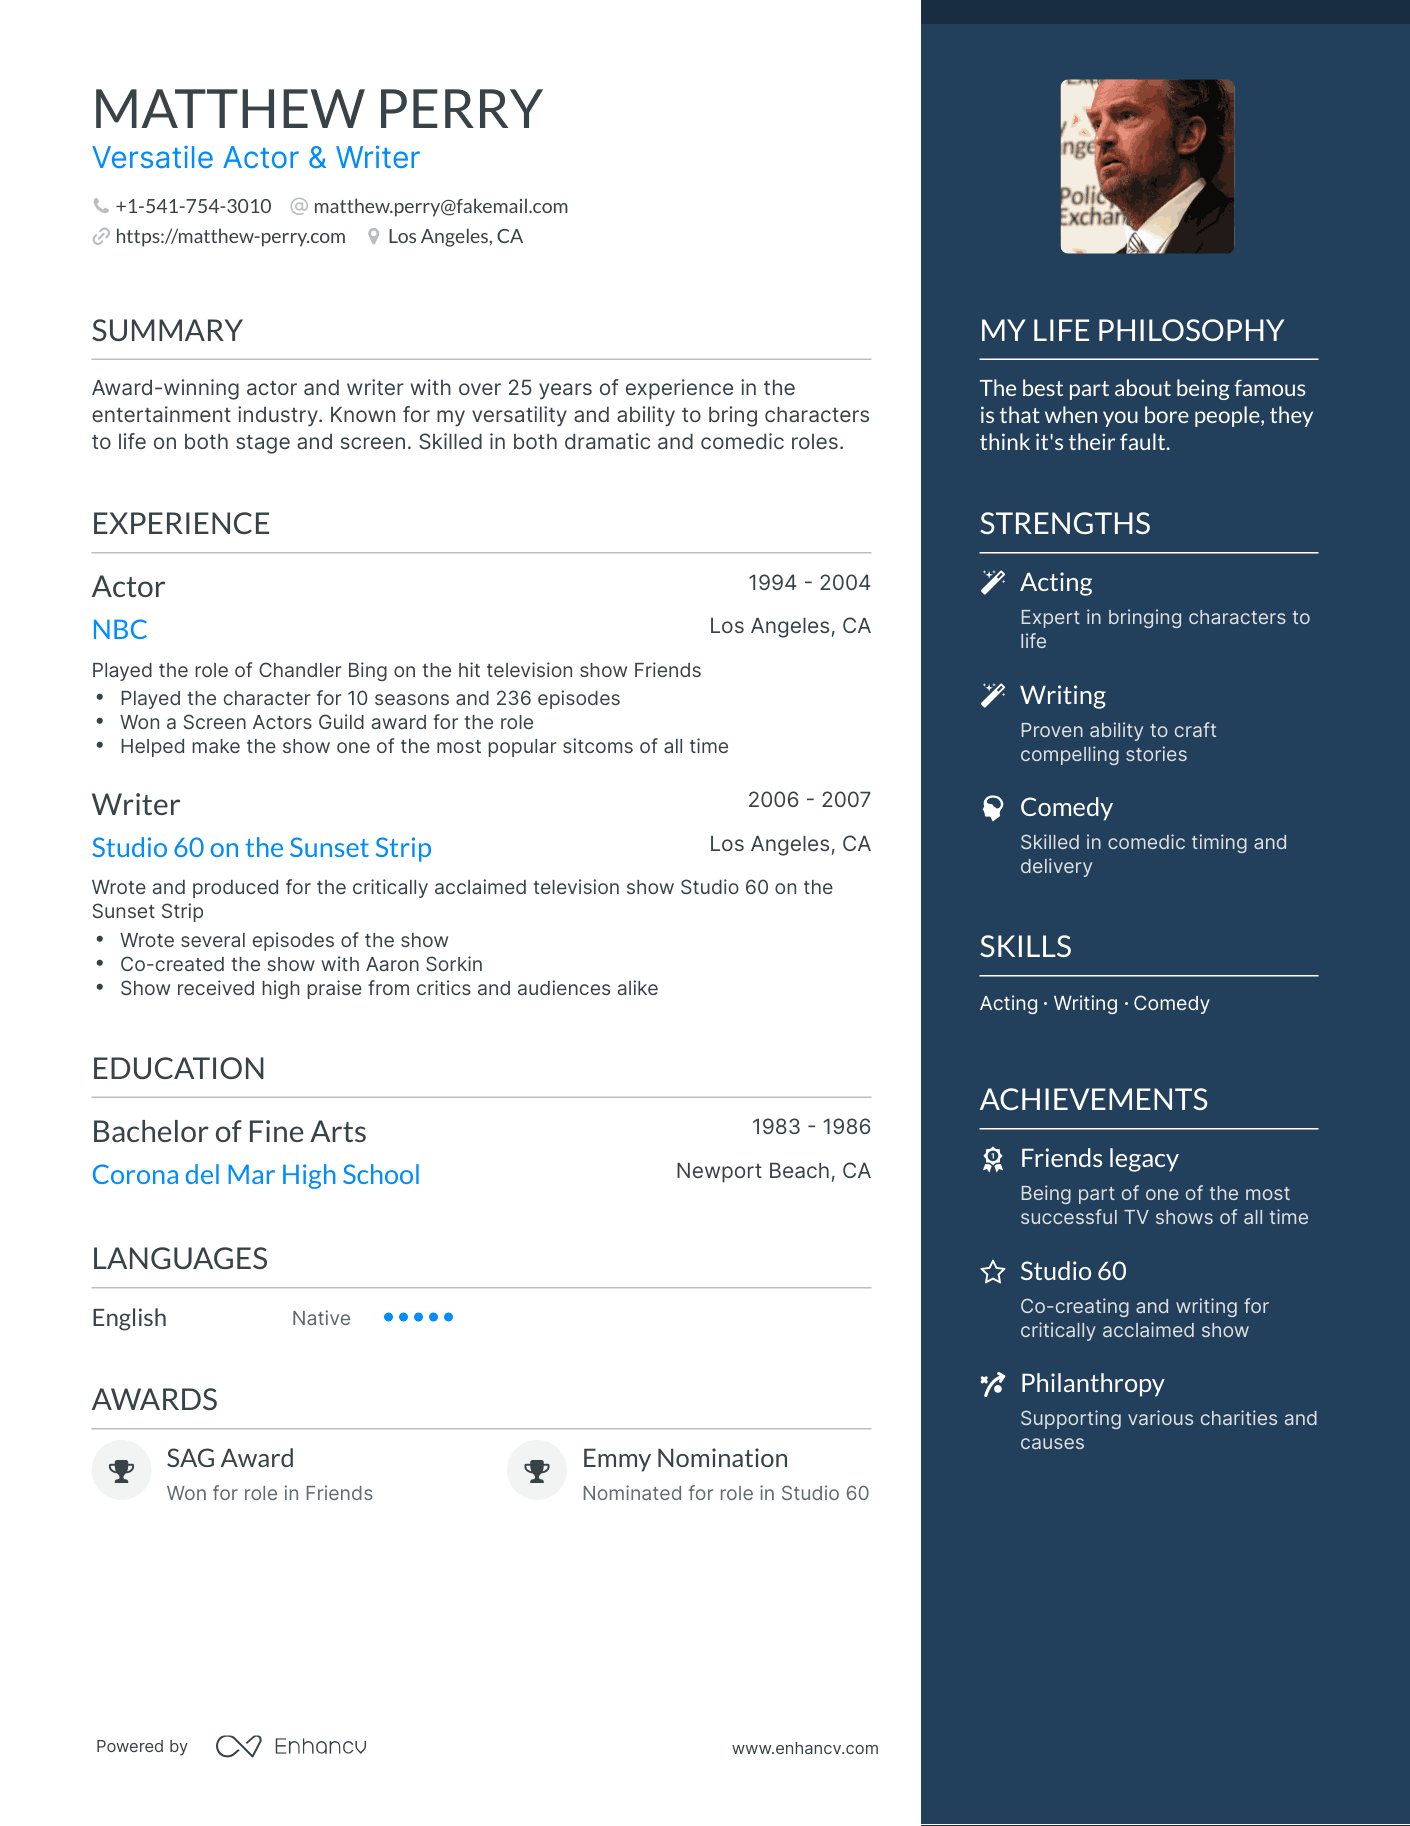 MATTHEW PERRY
Versatile Actor & Writer
+1-541-754-3010 matthew.perry@fakemail.com
https://matthew-perry.com Los Angeles, CA
SUMMARY
Award-winning actor and writer with over 25 years of experience in the
entertainment industry. Known for my versatility and ability to bring characters
to life on both stage and screen. Skilled in both dramatic and comedic roles.
EXPERIENCE
Actor 1994 - 2004
NBC Los Angeles, CA
Played the role of Chandler Bing on the hit television show Friends
• Played the character for 10 seasons and 236 episodes
• Won a Screen Actors Guild award for the role
• Helped make the show one of the most popular sitcoms of all time
Writer 2006 - 2007
Studio 60 on the Sunset Strip Los Angeles, CA
Wrote and produced for the critically acclaimed television show Studio 60 on the
Sunset Strip
• Wrote several episodes of the show
• Co-created the show with Aaron Sorkin
• Show received high praise from critics and audiences alike
EDUCATION
Bachelor of Fine Arts 1983 - 1986
Corona del Mar High School Newport Beach, CA
LANGUAGES
English Native
AWARDS
SAG Award
Won for role in Friends
Emmy Nomination
Nominated for role in Studio 60
Powered by Enhancv www.enhancv.com
Policy
Exchan
MY LIFE PHILOSOPHY
The best part about being famous
is that when you bore people, they
think it's their fault.
STRENGTHS
Acting
Expert in bringing characters to
life
Writing
Proven ability to craft
compelling stories
Comedy
Skilled in comedic timing and
delivery
SKILLS
Acting · Writing · Comedy
ACHIEVEMENTS
Friends legacy
Being part of one of the most
successful TV shows of all time
Studio 60
Co-creating and writing for
critically acclaimed show
Philanthropy
Supporting various charities and
causes